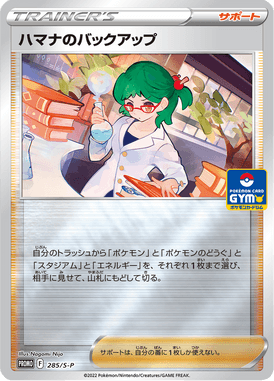 TRAINER'S
サポート
ハマナのバックアップ
POKÉMON CARD
GYM
ポケモンカードジム
自分のトラッシュから「ポケモン」と「ポケモンのどうぐ」と
「スタジアム」と「エネルギー」を、それぞれ1枚まで選び、
相手に見せて、山札にもどして切る。
Illus. Nagomi Nijo
PROMO F 285/S-P
サポートは、自分の番に1枚しか使えない。
©2022 Pokémon/Nintendo/Creatures/GAME FREAK.